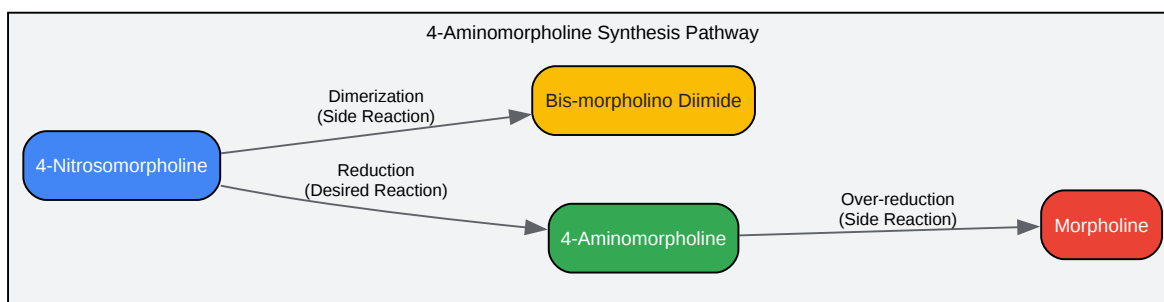 4-Aminomorpholine Synthesis Pathway
Bis-morpholino Diimide
Dimerization
(Side Reaction)
4-Nitrosomorpholine
Reduction
(Desired Reaction)
4-Aminomorpholine
Over-reduction
(Side Reaction)
Morpholine